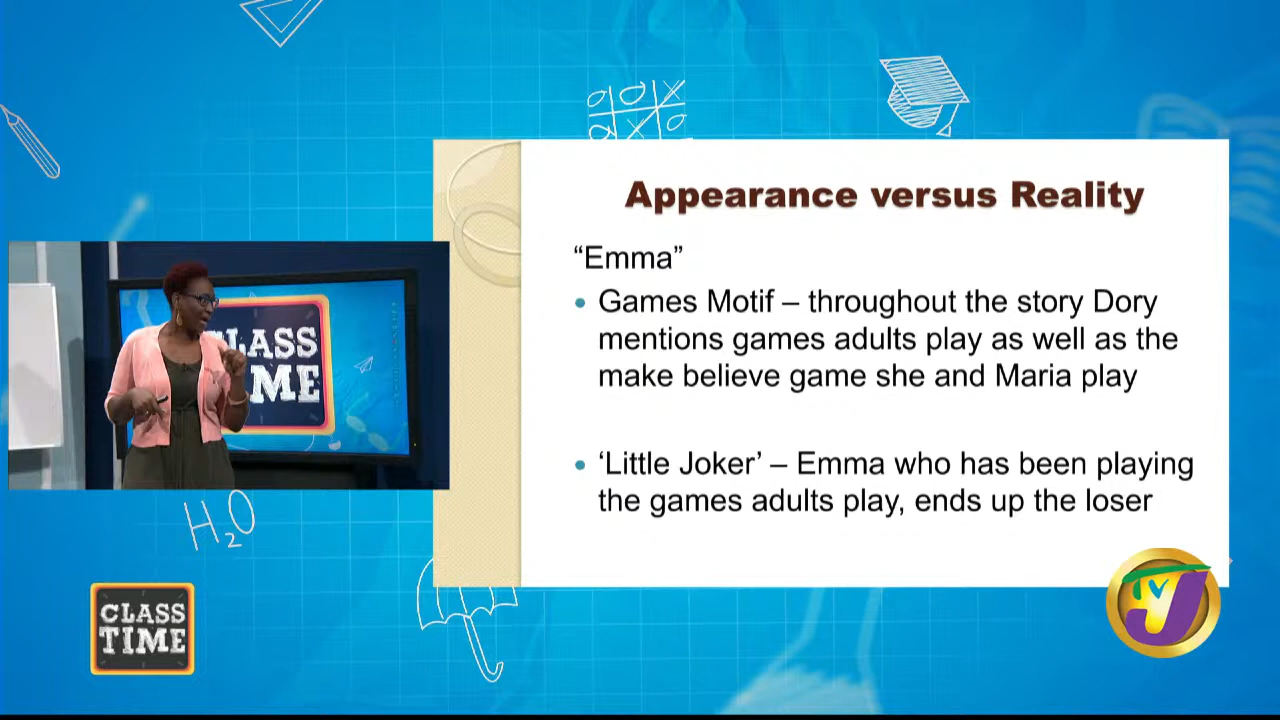 Appearance versus Reality
“Emma”
• Games Motif – throughout the story Dory
mentions games adults play as well as the
make believe game she and Maria play
• ‘Little Joker’ – Emma who has been playing
the games adults play, ends up the loser
CLASS
TIME
H₂O
CLASS
TIME
TVJ